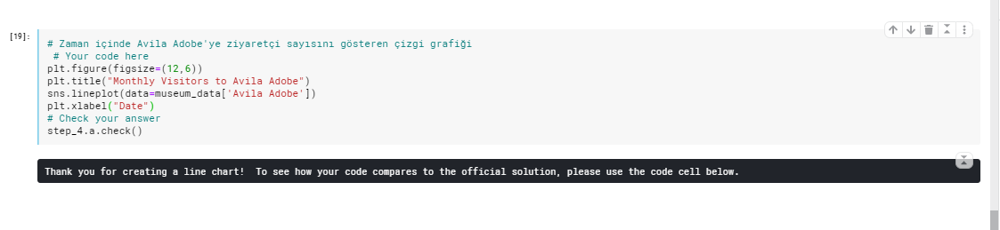 [19]:
# Zaman içinde Avila Adobe'ye ziyaretçi sayısını gösteren çizgi grafiği
# Your code here
plt.figure(figsize=(12,6))
plt.title("Monthly Visitors to Avila Adobe")
sns.lineplot(data=museum_data['Avila Adobe'])
plt.xlabel("Date")
# Check your answer
step_4.a.check()
Thank you for creating a line chart!  To see how your code compares to the official solution, please use the code cell below.